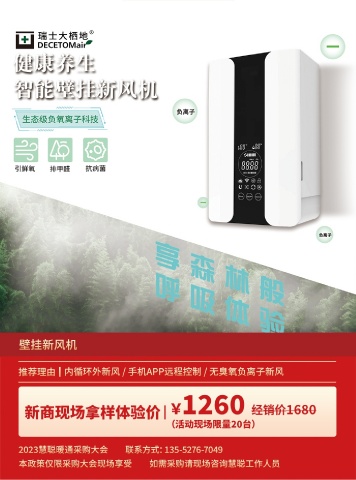 瑞士大栖地®
DECETOMair
健康养生
智能壁挂新风机
生态级负氧离子科技
引鲜氧 排甲醛 抗病菌
负离子
8888
负离子
享森林般
呼吸体验
壁挂新风机
推荐理由 | 内循环外新风 / 手机APP远程控制 / 无臭氧负离子新风
新商现场拿样体验价 | ¥1260 经销价1680
(活动现场限量20台)
2023慧聪暖通采购大会 联系方式: 135-5276-7049
本政策仅限采购大会现场享受 如需采购请现场咨询慧聪工作人员